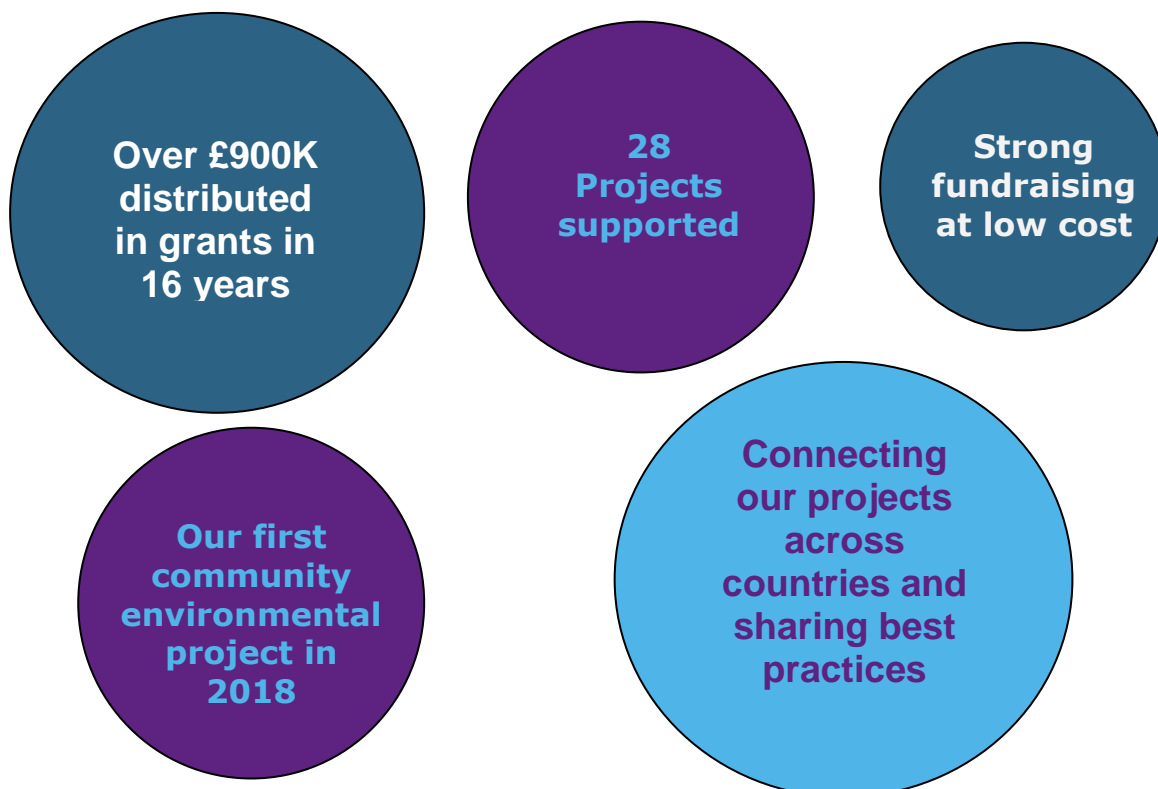 Over £900K
distributed
in grants in
16 years
28
Projects
supported
Strong
fundraising
at low cost
Our first
community
environmental
project in
2018
Connecting
our projects
across
countries and
sharing best
practices